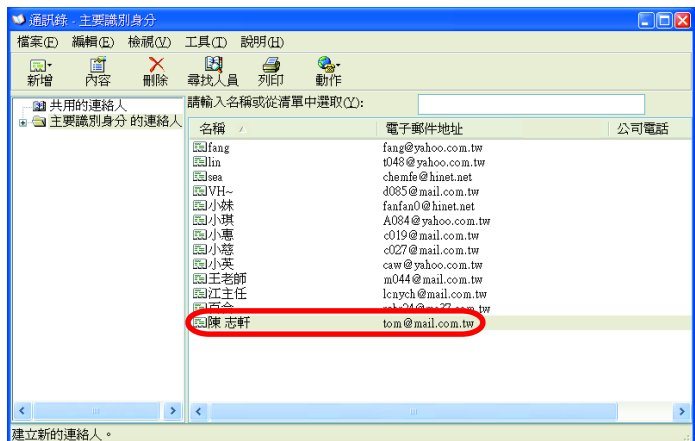 通訊錄 - 主要識別身分
檔案(F) 編輯(E) 檢視(V) 工具(T) 說明(H)
新增 內容 刪除 尋找人員 列印 動作
共用的連絡人
主要識別身分 的連絡人
請輸入名稱或從清單中選取(Y):
名稱 電子郵件地址 公司電話
fang fang@yahoo.com.tw
lin t048@yahoo.com.tw
sea chemfe@hinet.net
VH~ d085@mail.com.tw
小妹 fanfan0@hinet.net
小琪 A084@yahoo.com.tw
小惠 c019@mail.com.tw
小慈 c027@mail.com.tw
小英 caw@yahoo.com.tw
王老師 m044@mail.com.tw
江主任 lcnych@mail.com.tw
百合
陳 志軒 tom@mail.com.tw
建立新的連絡人。